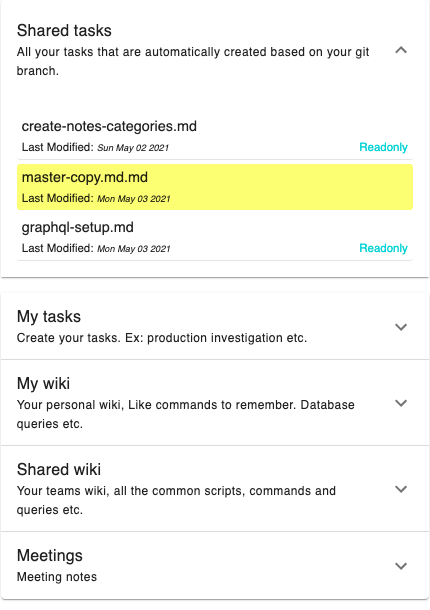 Shared tasks
All your tasks that are automatically created based on your git
branch.
create-notes-categories.md
Last Modified: Sun May 02 2021 Readonly
master-copy.md.md
Last Modified: Mon May 03 2021
graphql-setup.md
Last Modified: Mon May 03 2021 Readonly
My tasks
Create your tasks. Ex: production investigation etc.
My wiki
Your personal wiki, Like commands to remember. Database
queries etc.
Shared wiki
Your teams wiki, all the common scripts, commands and
queries etc.
Meetings
Meeting notes